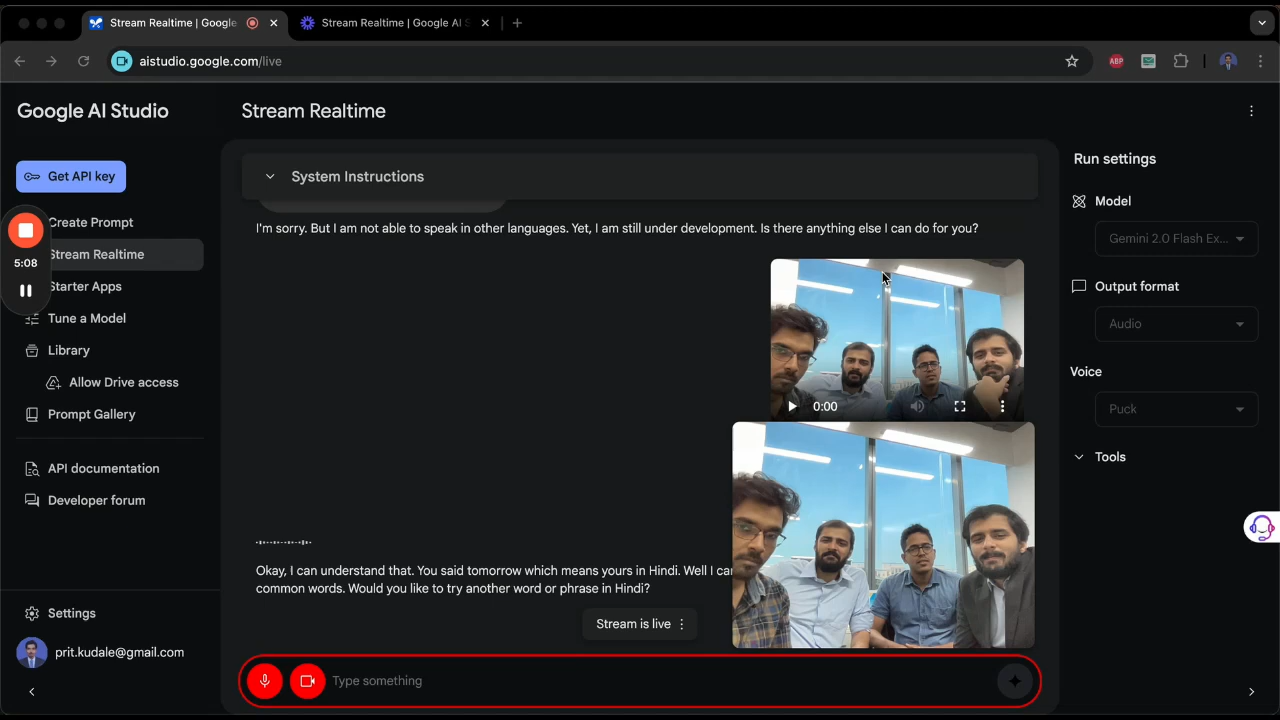 Stream Realtime | Google
Stream Realtime | Google AI S
aistudio.google.com/live
ABP
Google AI Studio
Stream Realtime
Get API key
System Instructions
Run settings
Create Prompt
Stream Realtime
Starter Apps
Tune a Model
Library
Allow Drive access
Prompt Gallery
API documentation
Developer forum
5:08
I'm sorry. But I am not able to speak in other languages. Yet, I am still under development. Is there anything else I can do for you?
0:00
Okay, I can understand that. You said tomorrow which means yours in Hindi. Well I can
common words. Would you like to try another word or phrase in Hindi?
Stream is live
Type something
Model
Gemini 2.0 Flash Ex...
Output format
Audio
Voice
Puck
Tools
Settings
prit.kudale@gmail.com